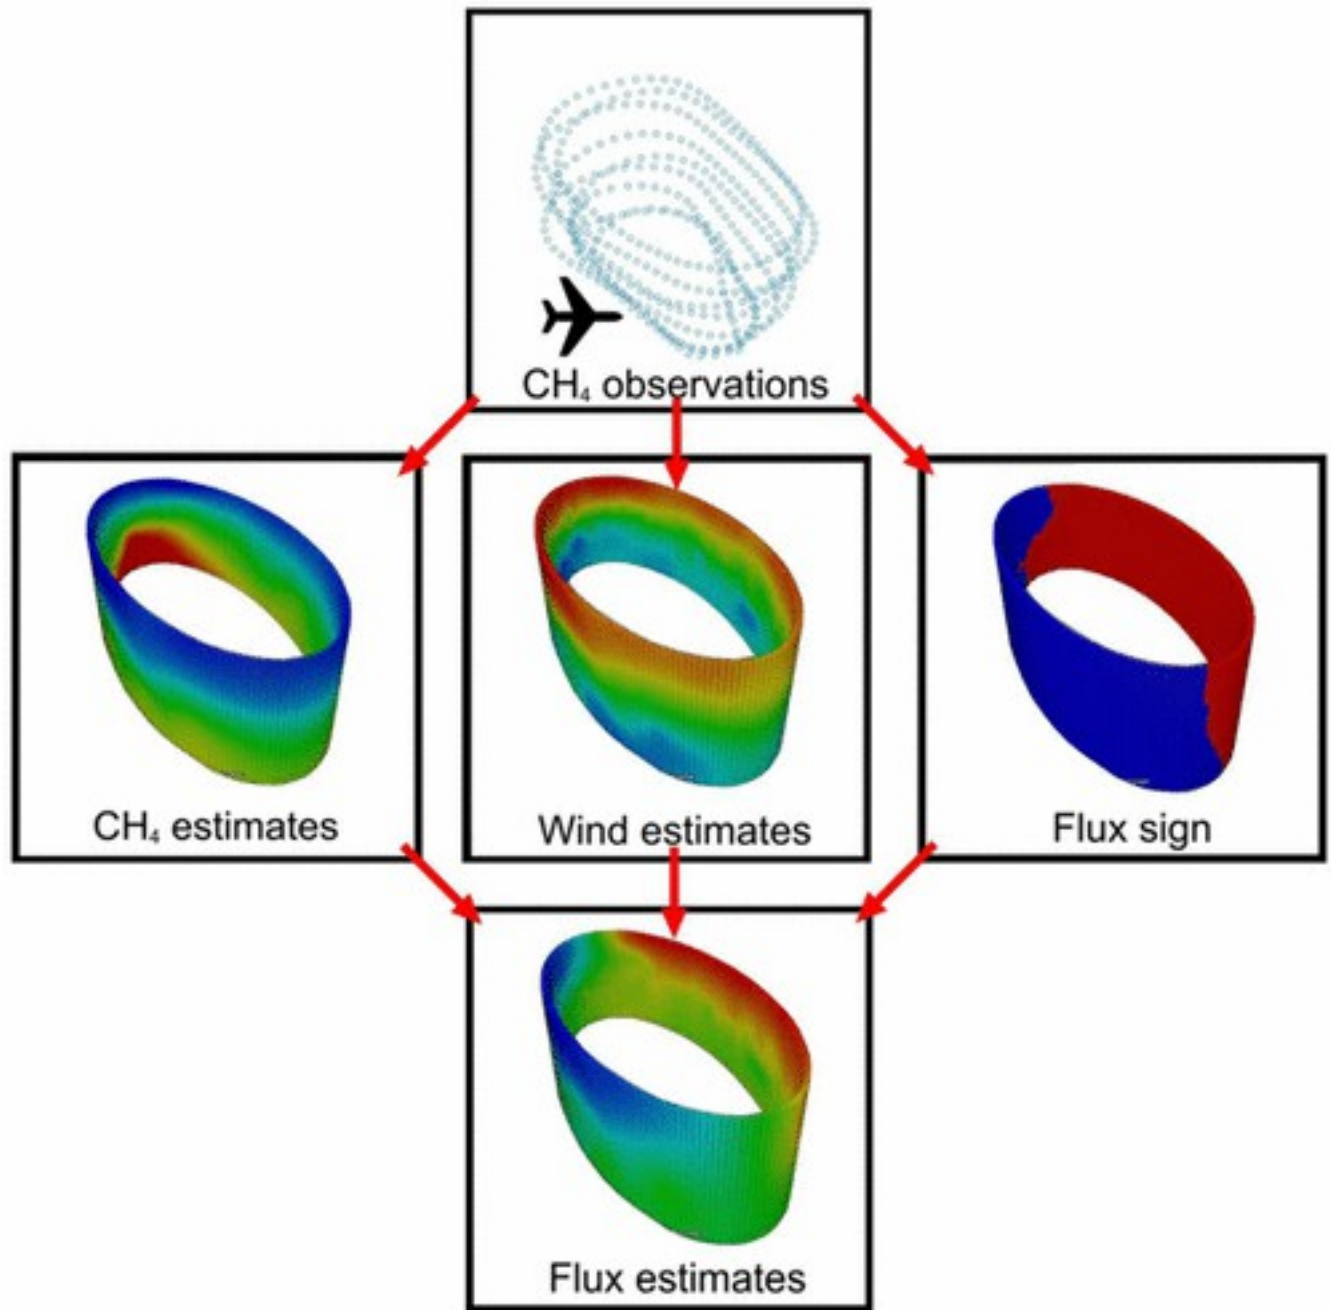 CH₄ observations
CH₄ estimates
Wind estimates
Flux sign
Flux estimates